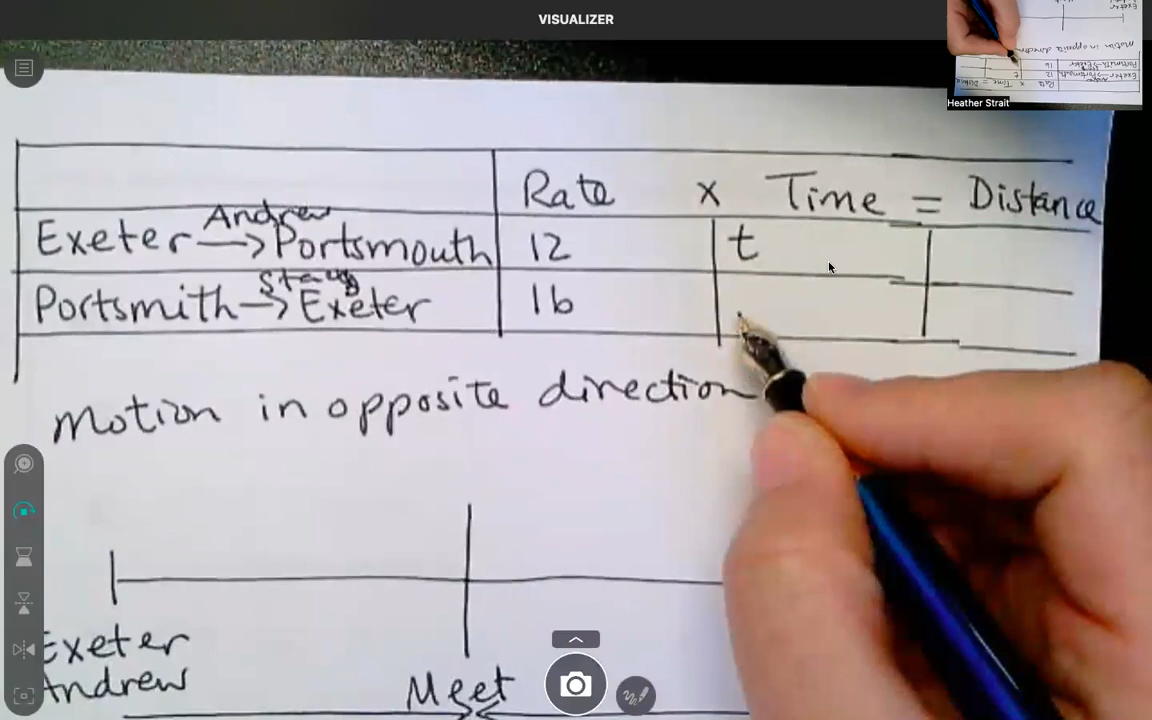 VISUALIZER
Heather Strait
Rate x Time = Distance
Andrew
Exeter → Portsmouth 12 t
Portsmith → Exeter 16
motion in opposite direction
Exeter
Andrew Meet